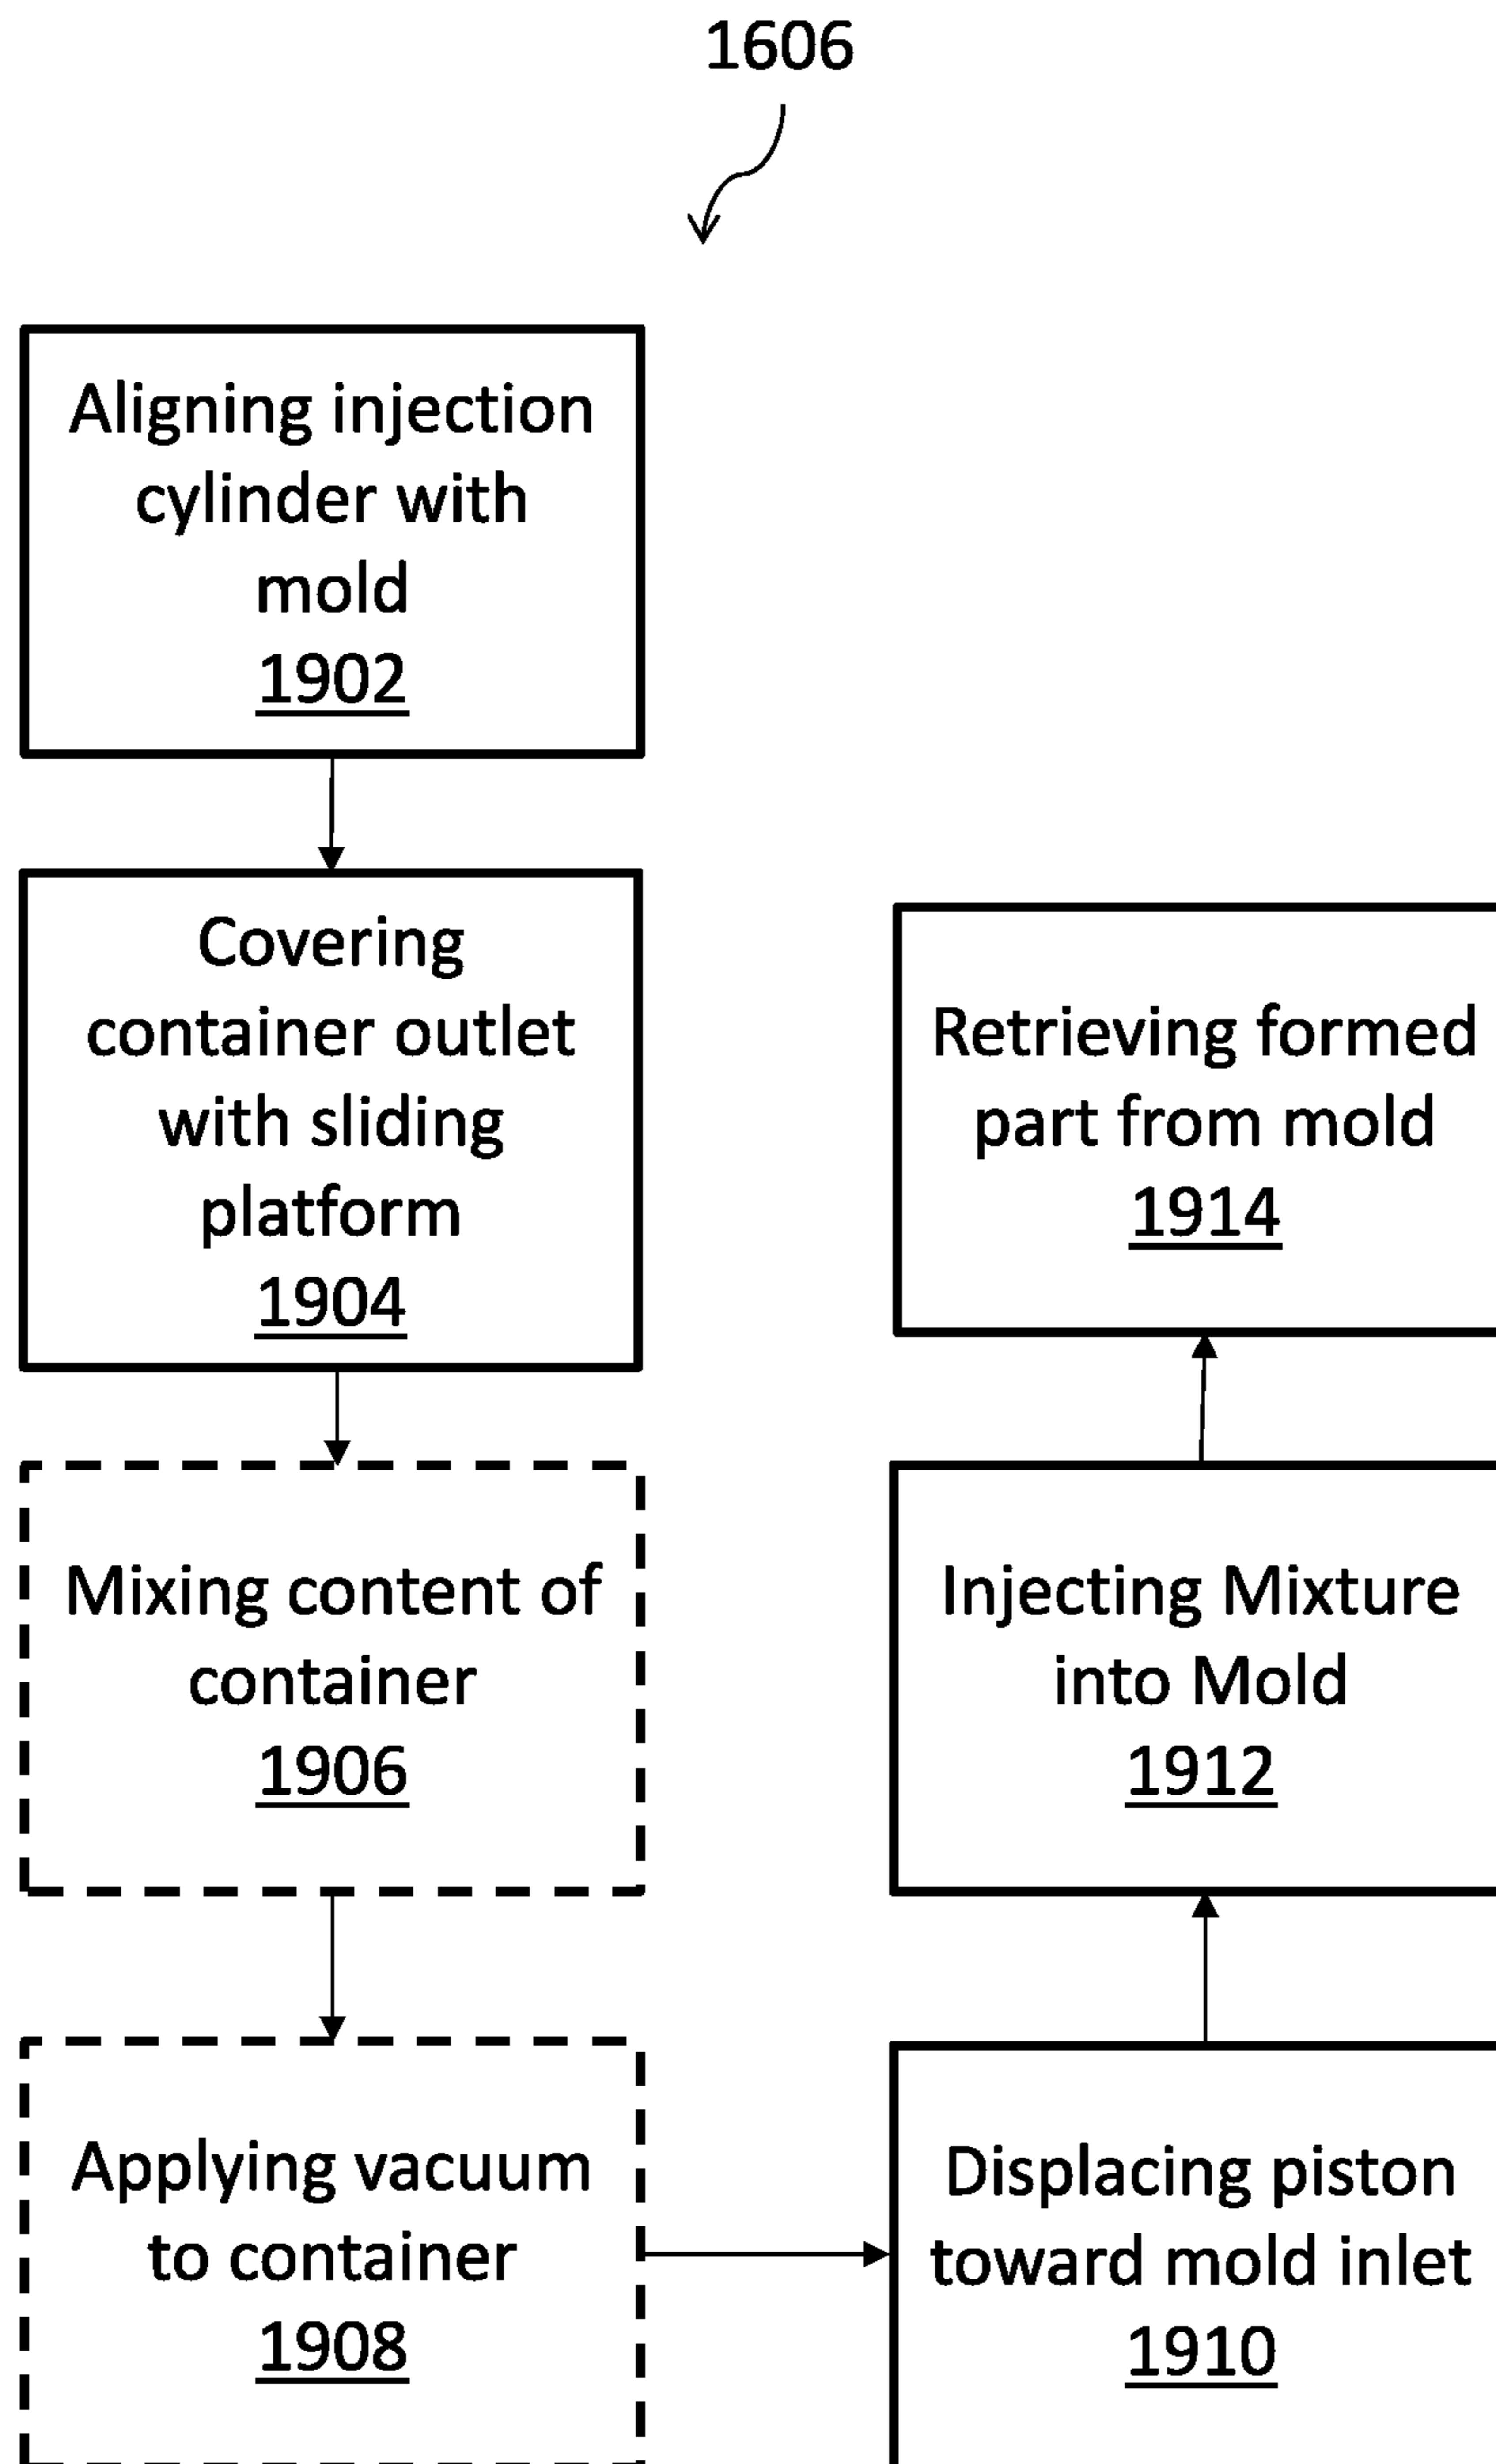 1606
Aligning injection
cylinder with
mold
1902
Covering
container outlet
with sliding
platform
1904
Mixing content of
container
1906
Applying vacuum
to container
1908
Displacing piston
toward mold inlet
1910
Injecting Mixture
into Mold
1912
Retrieving formed
part from mold
1914